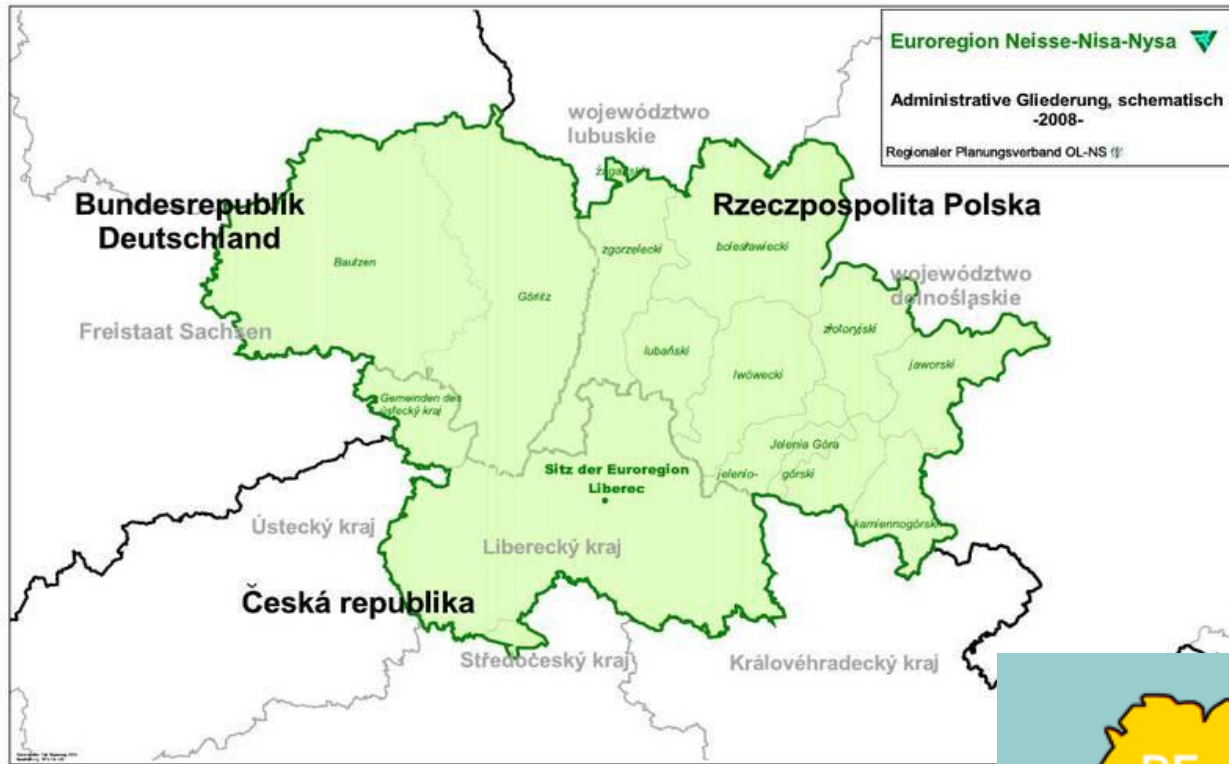 Euroregion Neisse-Nisa-Nysa
Administrative Gliederung, schematisch
-2008-
Regionaler Planungsverband OL-NS
województwo
lubuskie
Bundesrepublik
Deutschland
Rzeczpospolita Polska
zgorzelecki
bolesławiecki
Bautzen
Görlitz
województwo
dolnośląskie
Freistaat Sachsen
złotoryjski
lubański
lwówecki
jaworski
Gemeinden des
ústecký kraj
Jelenia Góra
Sitz der Euroregion
Liberec
jelenio-
górski
kamiennogórski
Ústecký kraj
Liberecký kraj
Česká republika
Středočeský kraj
Královéhradecký kraj